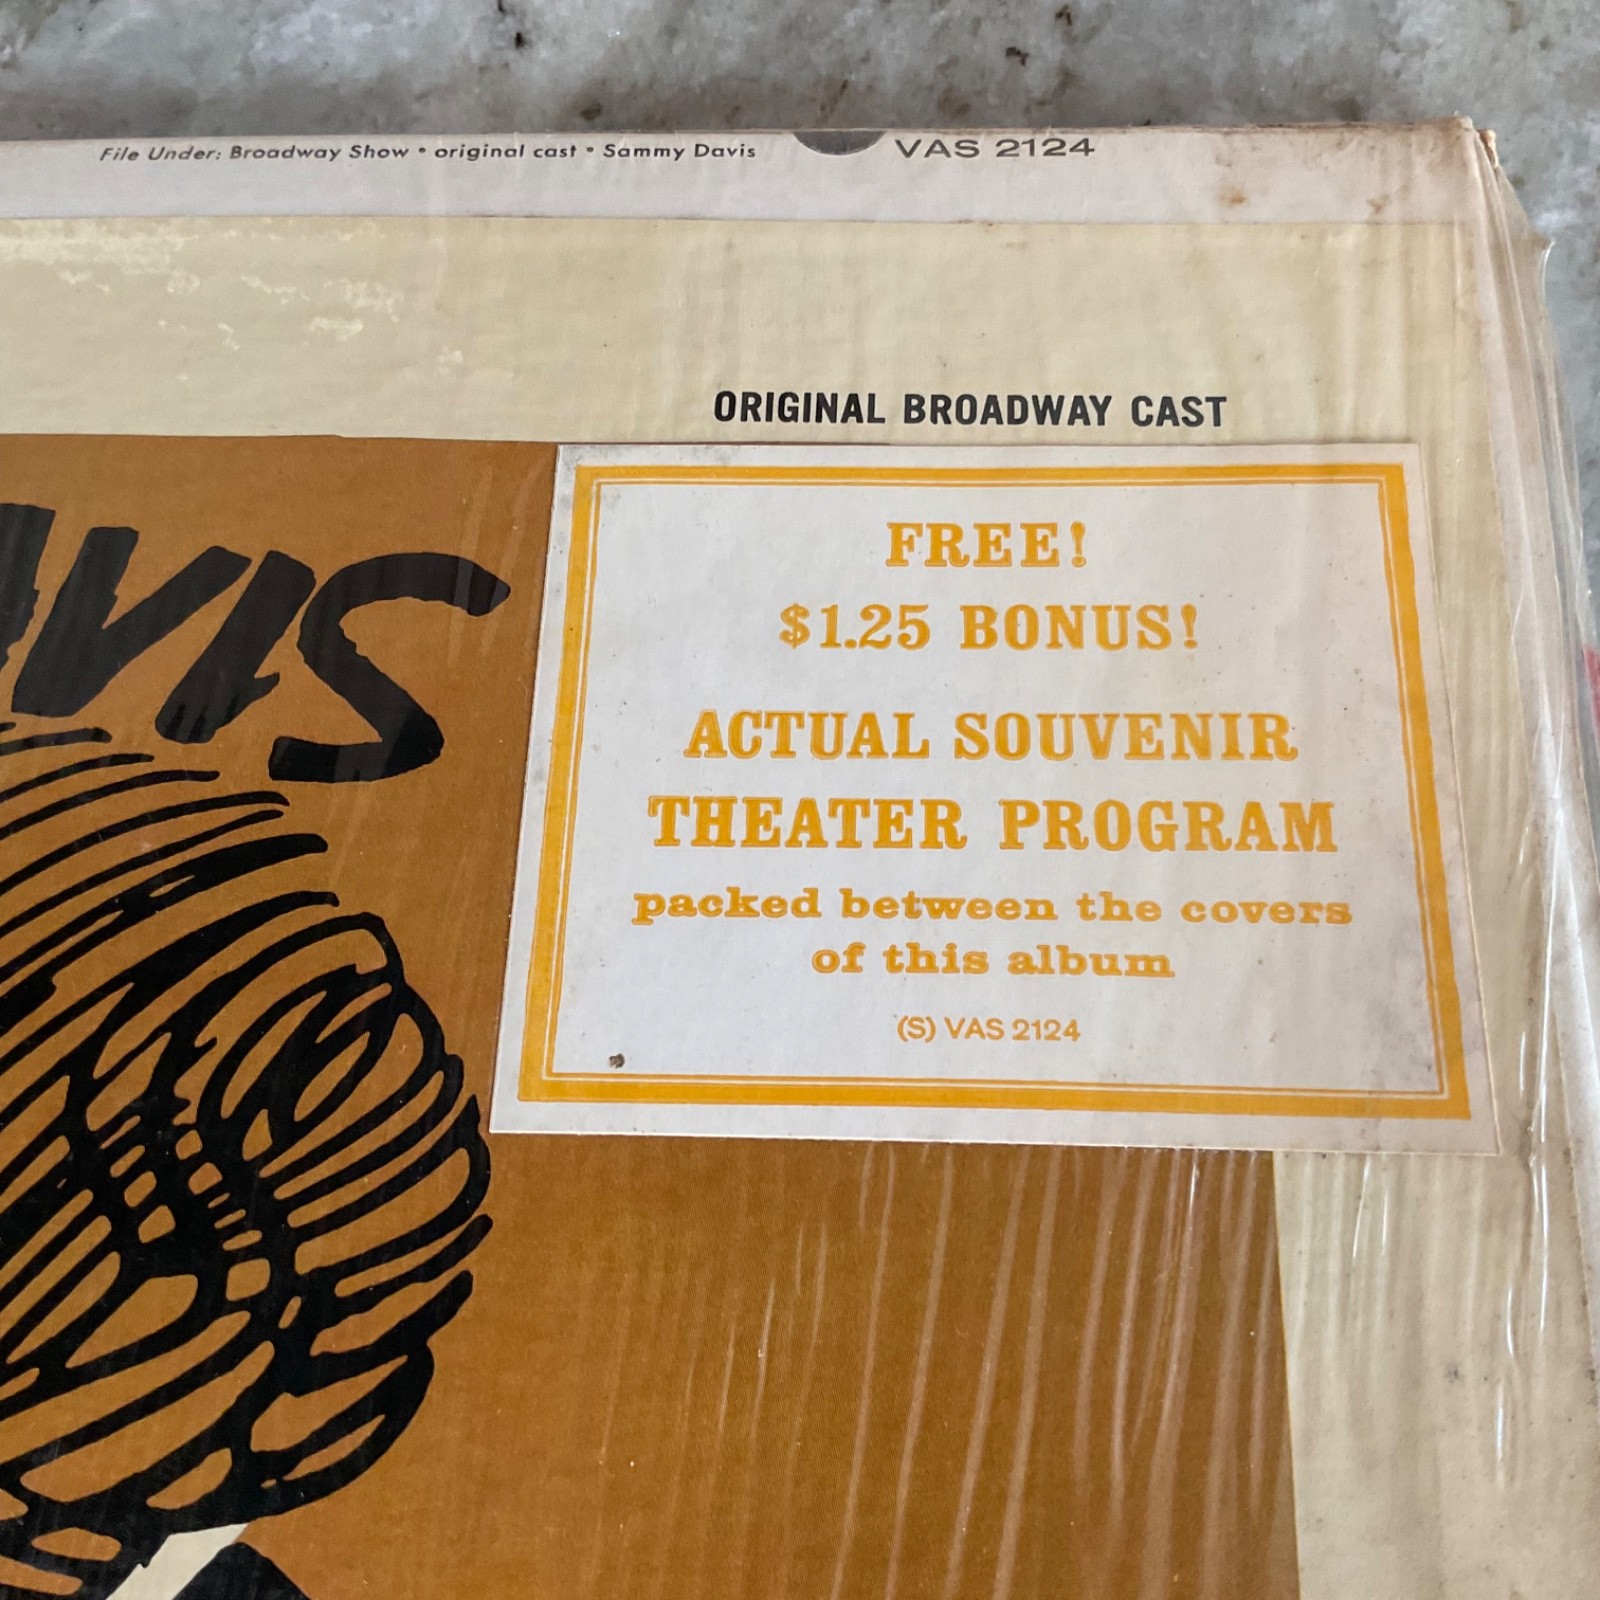 File Under: Broadway Show • original cast • Sammy Davis VAS 2124
ORIGINAL BROADWAY CAST
AVIS
FREE!
$1.25 BONUS!
ACTUAL SOUVENIR
THEATER PROGRAM
packed between the covers
of this album
(S) VAS 2124